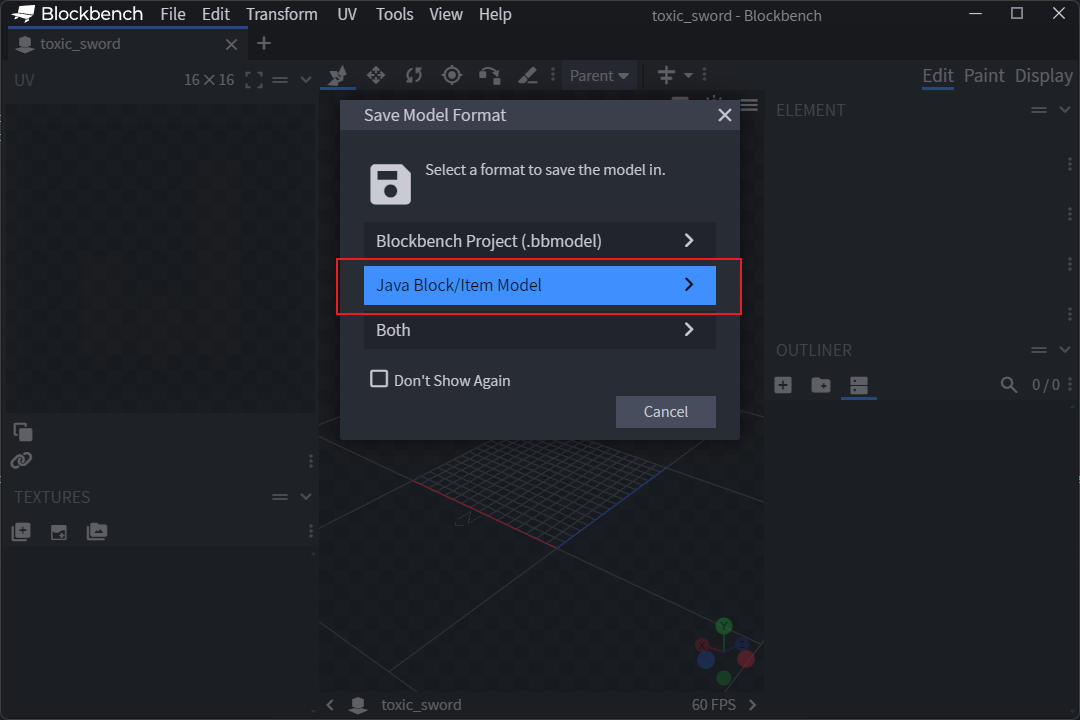 Blockbench File Edit Transform UV Tools View Help toxic_sword - Blockbench
toxic_sword
UV 16 × 16
Parent
Edit Paint Display
Save Model Format
ELEMENT
Select a format to save the model in.
Blockbench Project (.bbmodel)
Java Block/Item Model
Both
Don't Show Again
Cancel
OUTLINER
0 / 0
TEXTURES
Y
toxic_sword 60 FPS